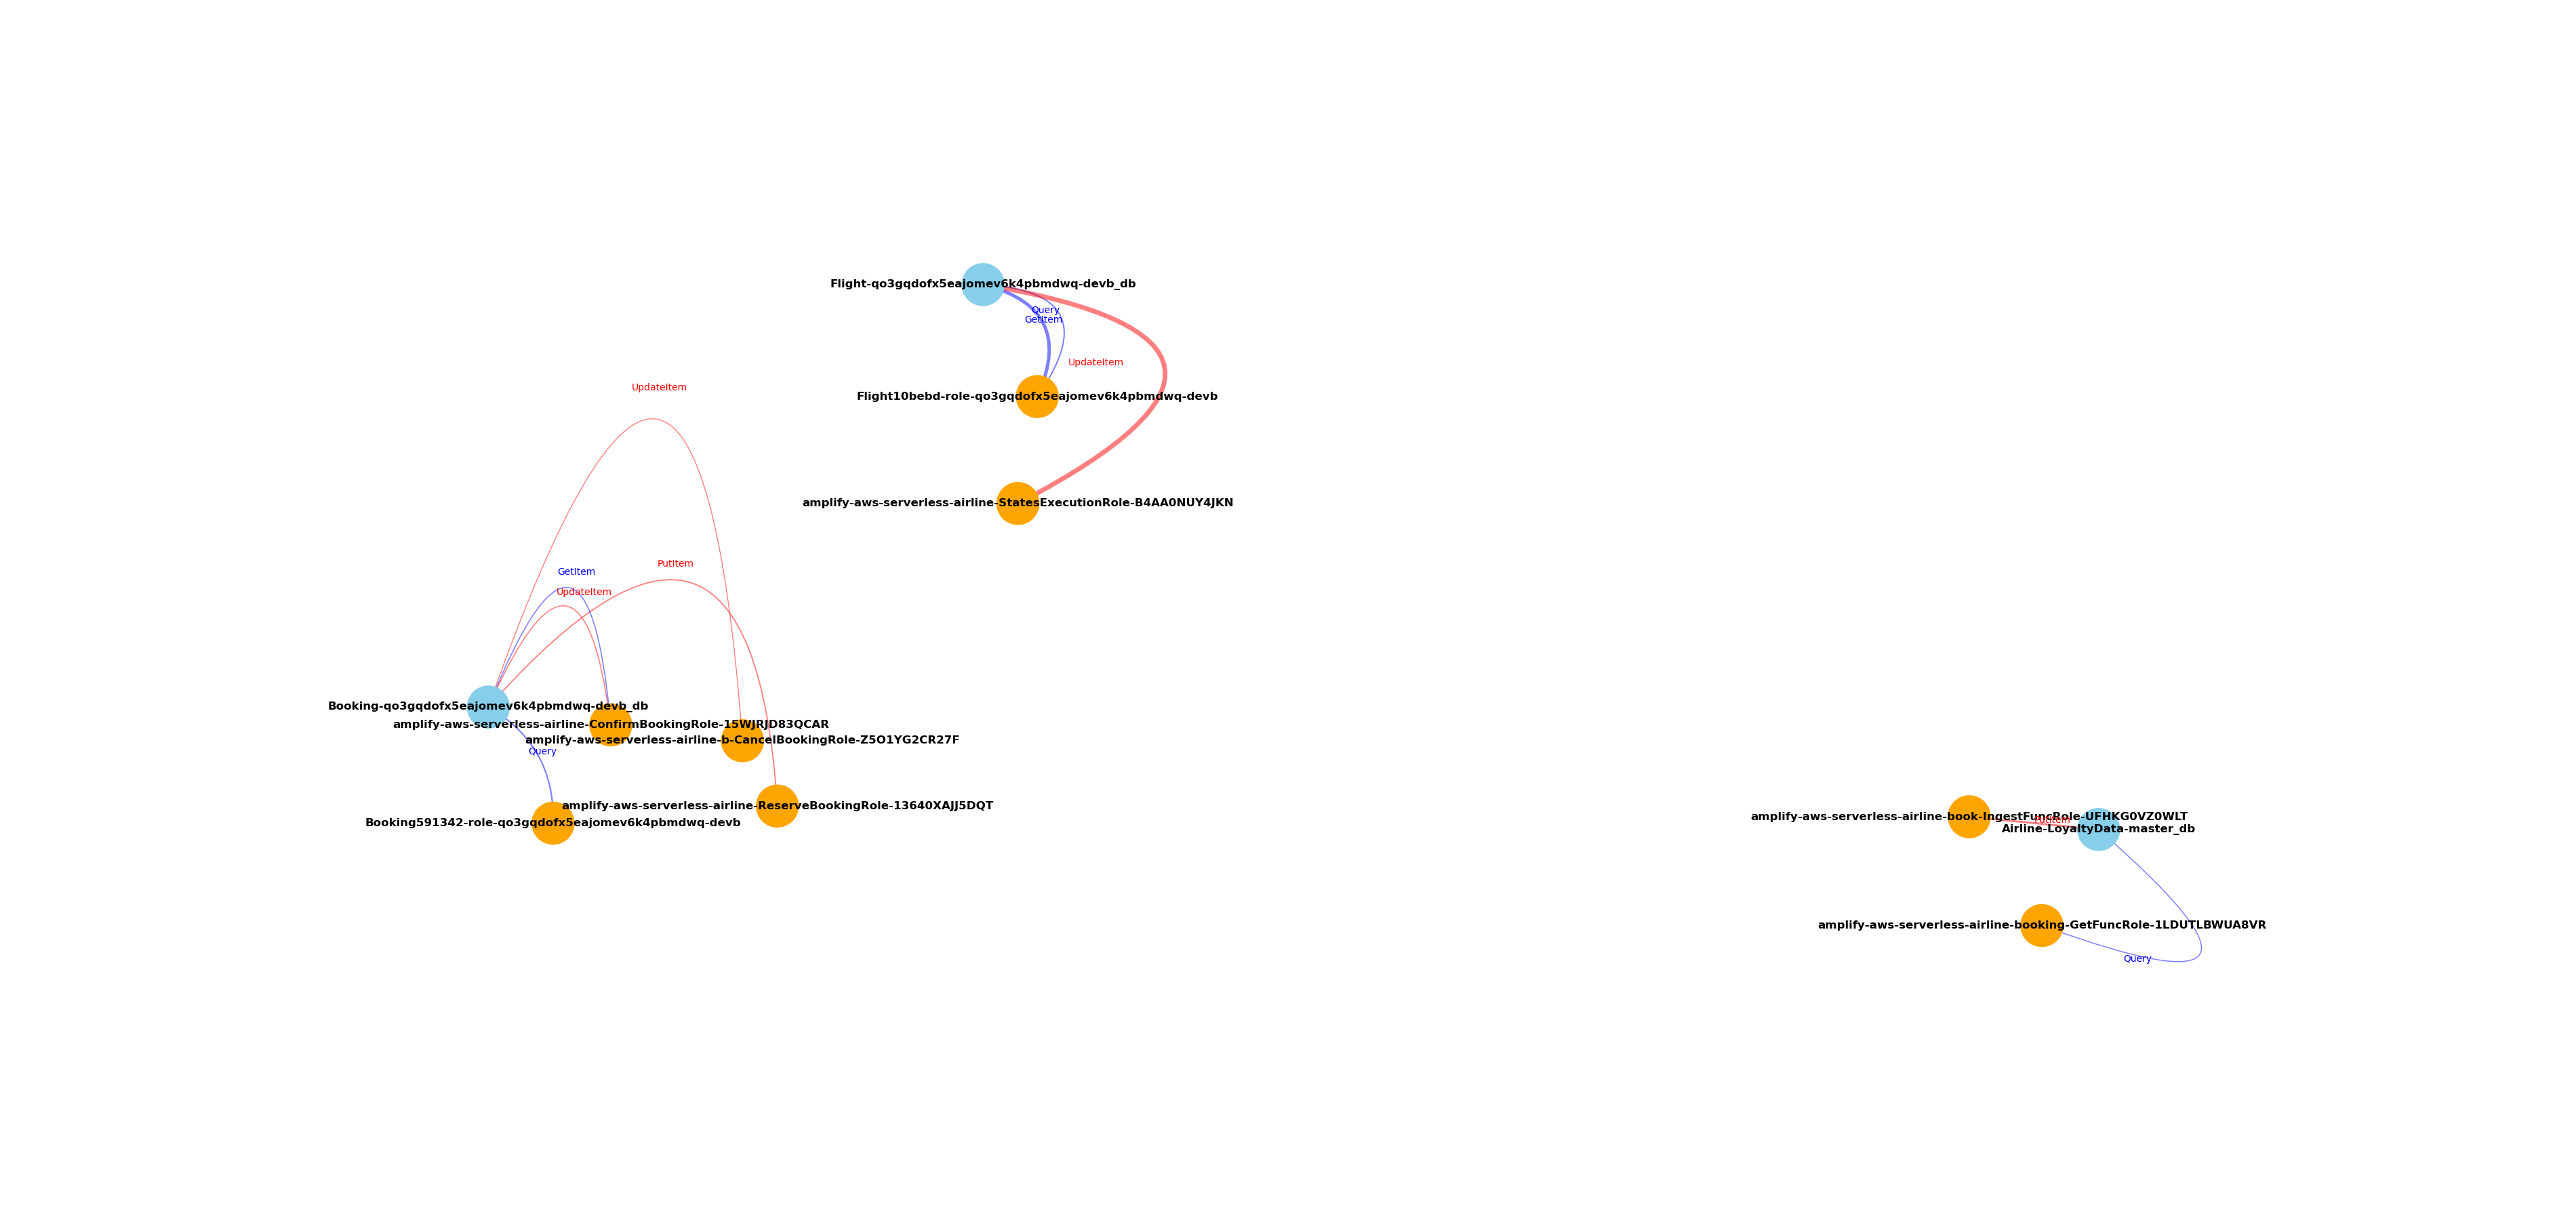 Flight-qo3gqdofx5eajomev6k4pbmdwq-devb_db
Query
GetItem
UpdateItem
Flight10bebd-role-qo3gqdofx5eajomev6k4pbmdwq-devb
amplify-aws-serverless-airline-StatesExecutionRole-B4AA0NUY4JKN
UpdateItem
PutItem
GetItem
UpdateItem
Booking-qo3gqdofx5eajomev6k4pbmdwq-devb_db
amplify-aws-serverless-airline-ConfirmBookingRole-15WJRJD83QCAR
amplify-aws-serverless-airline-b-CancelBookingRole-Z5O1YG2CR27F
Query
amplify-aws-serverless-airline-ReserveBookingRole-13640XAJJ5DQT
Booking591342-role-qo3gqdofx5eajomev6k4pbmdwq-devb
amplify-aws-serverless-airline-book-IngestFuncRole-UFHKG0VZ0WLT
PutItem
Airline-LoyaltyData-master_db
amplify-aws-serverless-airline-booking-GetFuncRole-1LDUTLBWUA8VR
Query